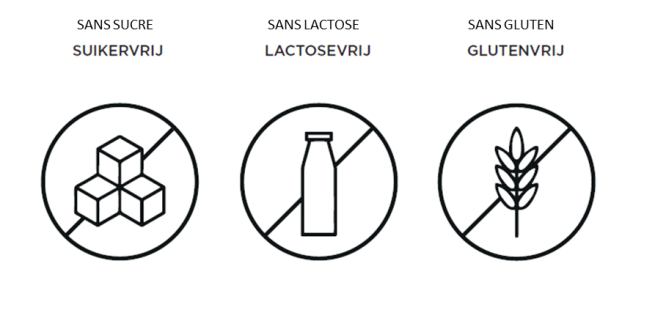 SANS SUCRE
SUIKERVRIJ
SANS LACTOSE
LACTOSEVRIJ
SANS GLUTEN
GLUTENVRIJ